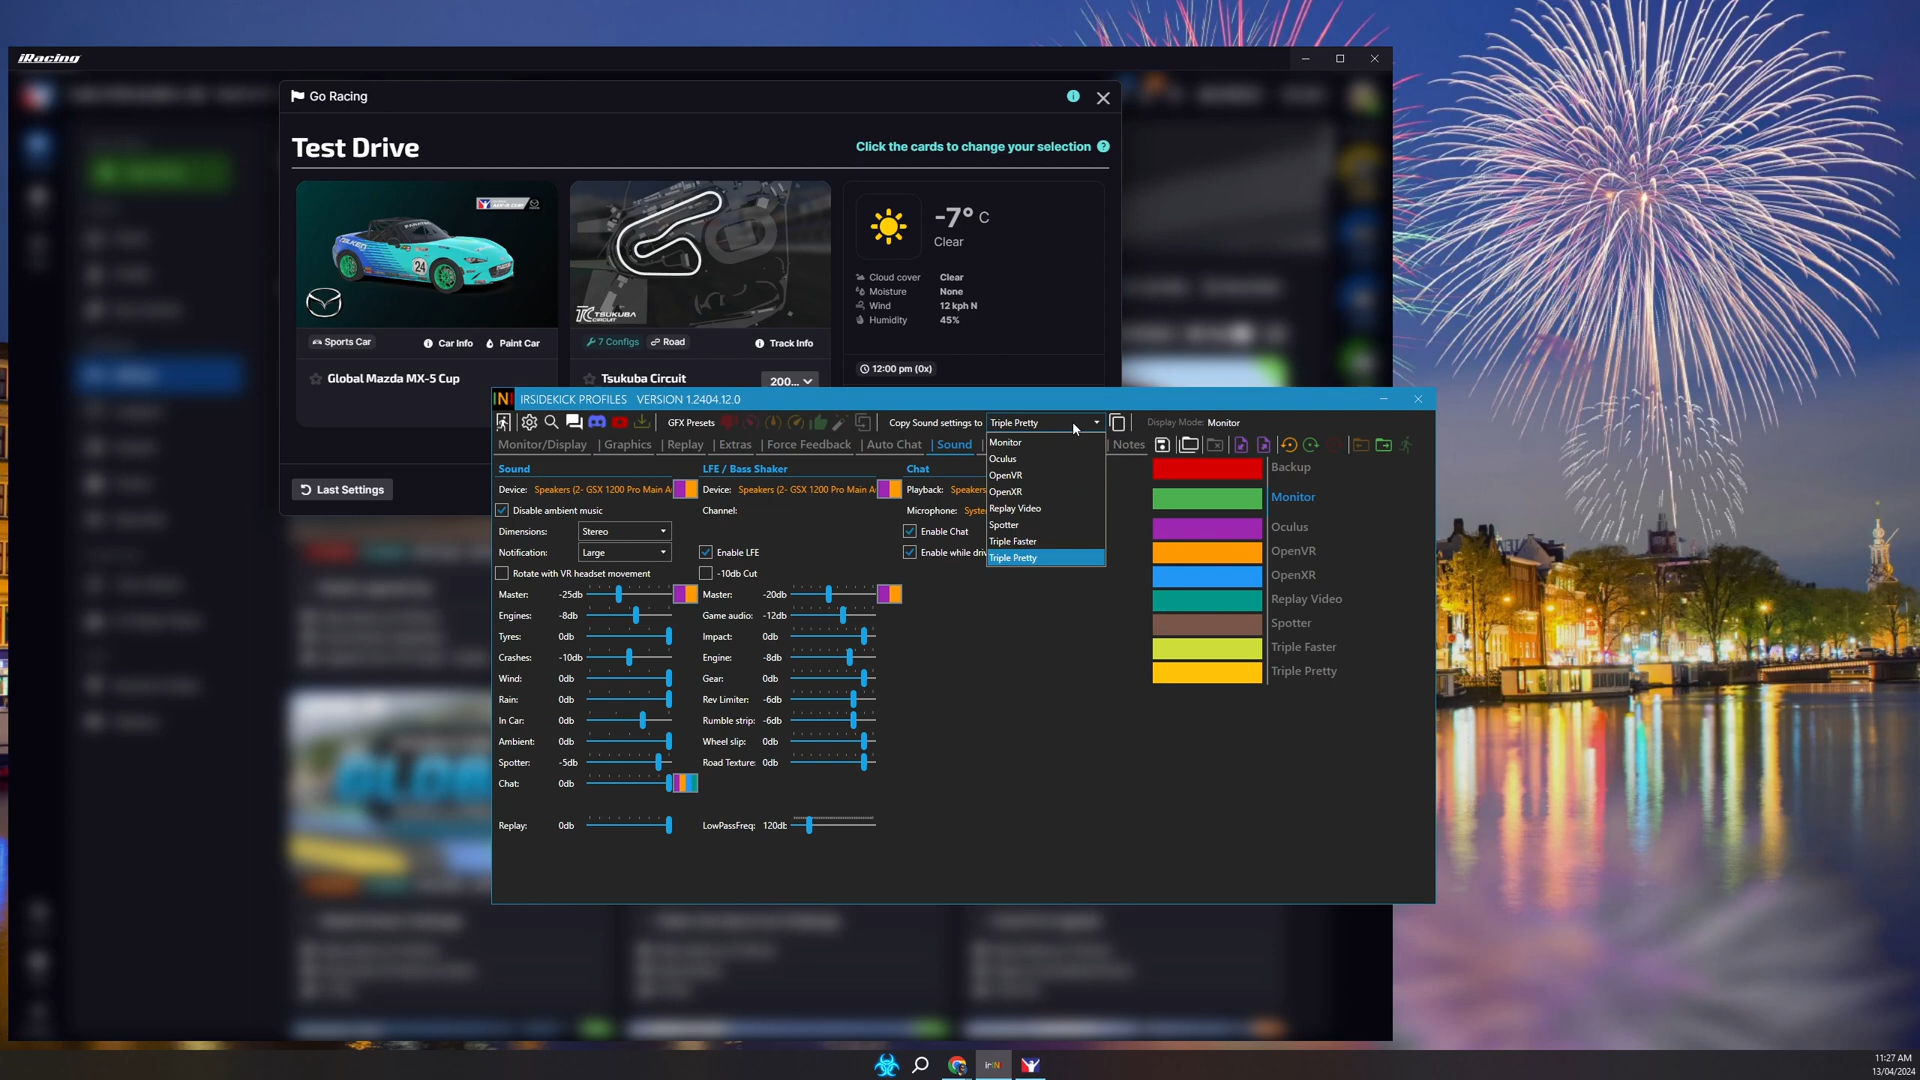 iRacing
Go Racing
Test Drive
Click the cards to change your selection
-7° C
Clear
Cloud cover Clear
Moisture None
Wind 12 kph N
Humidity 45%
TSUKUBA
CIRCUIT
24
Sports Car Car Info Paint Car
7 Configs Road Track Info
12:00 pm (0x)
Global Mazda MX-5 Cup
Tsukuba Circuit
200...
Last Settings
IRSIDEKICK PROFILES VERSION 1.2404.12.0
GFX Presets
Copy Sound settings to Triple Pretty
Display Mode: Monitor
Monitor/Display | Graphics | Replay | Extras | Force Feedback | Auto Chat | Sound | Notes
Monitor
Oculus
OpenVR
OpenXR
Replay Video
Spotter
Triple Faster
Triple Pretty
Sound
Device: Speakers (2- GSX 1200 Pro Main A
Disable ambient music
Dimensions: Stereo
Notification: Large
Rotate with VR headset movement
Master: -25db
Engines: -8db
Tyres: 0db
Crashes: -10db
Wind: 0db
Rain: 0db
In Car: 0db
Ambient: 0db
Spotter: -5db
Chat: 0db
Replay: 0db
LFE / Bass Shaker
Device: Speakers (2- GSX 1200 Pro Main A
Channel:
Enable LFE
-10db Cut
Master: -20db
Game audio: -12db
Impact: 0db
Engine: -8db
Gear: 0db
Rev Limiter: -6db
Rumble strip: -6db
Wheel slip: 0db
Road Texture: 0db
LowPassFreq: 120db
Chat
Playback: Speakers
Microphone: Syste
Enable Chat
Enable while driv
Backup
Monitor
Oculus
OpenVR
OpenXR
Replay Video
Spotter
Triple Faster
Triple Pretty
11:27 AM
13/04/2024